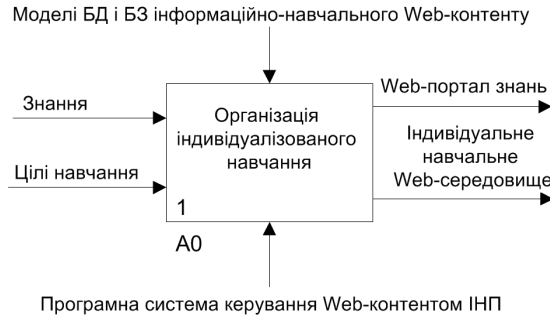 Моделі БД і БЗ інформаційно-навчального Web-контенту
Знання
Цілі навчання
Організація
індивідуалізованого
навчання
1
А0
Web-портал знань
Індивідуальне
навчальне
Web-середовище
Програмна система керування Web-контентом ІНП